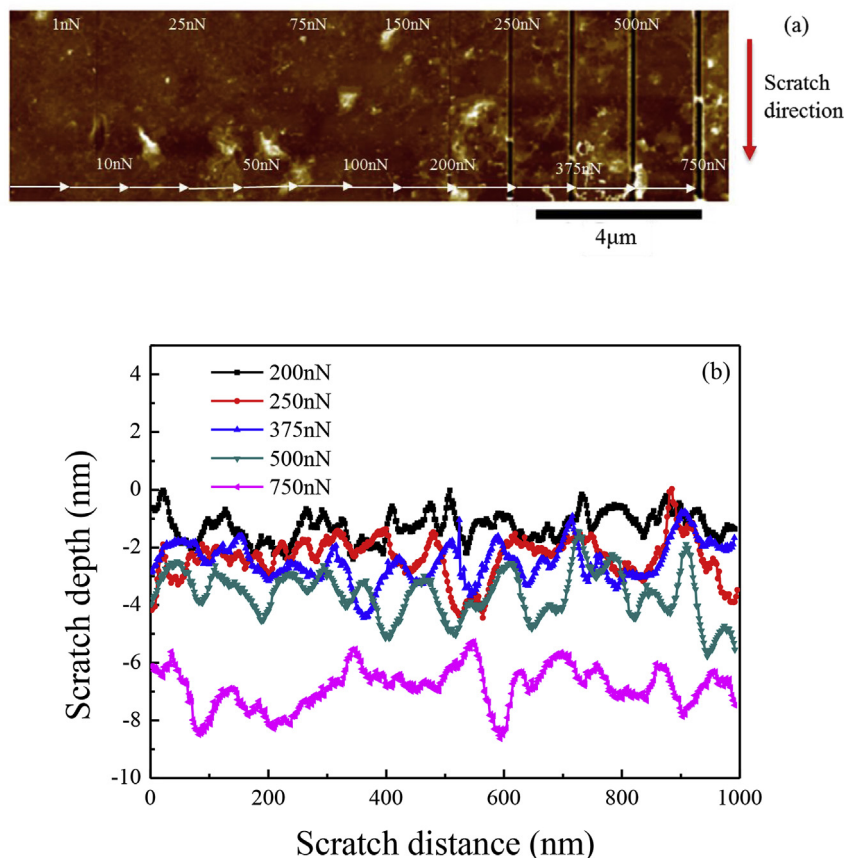 1nN 25nN 75nN 150nN 250nN 500nN (a)
Scratch
direction
10nN 50nN 100nN 200nN 375nN 750nN
4μm
(b)
200nN
250nN
375nN
500nN
750nN
4
2
0
-2
-4
-6
-8
-10
Scratch depth (nm)
0 200 400 600 800 1000
Scratch distance (nm)